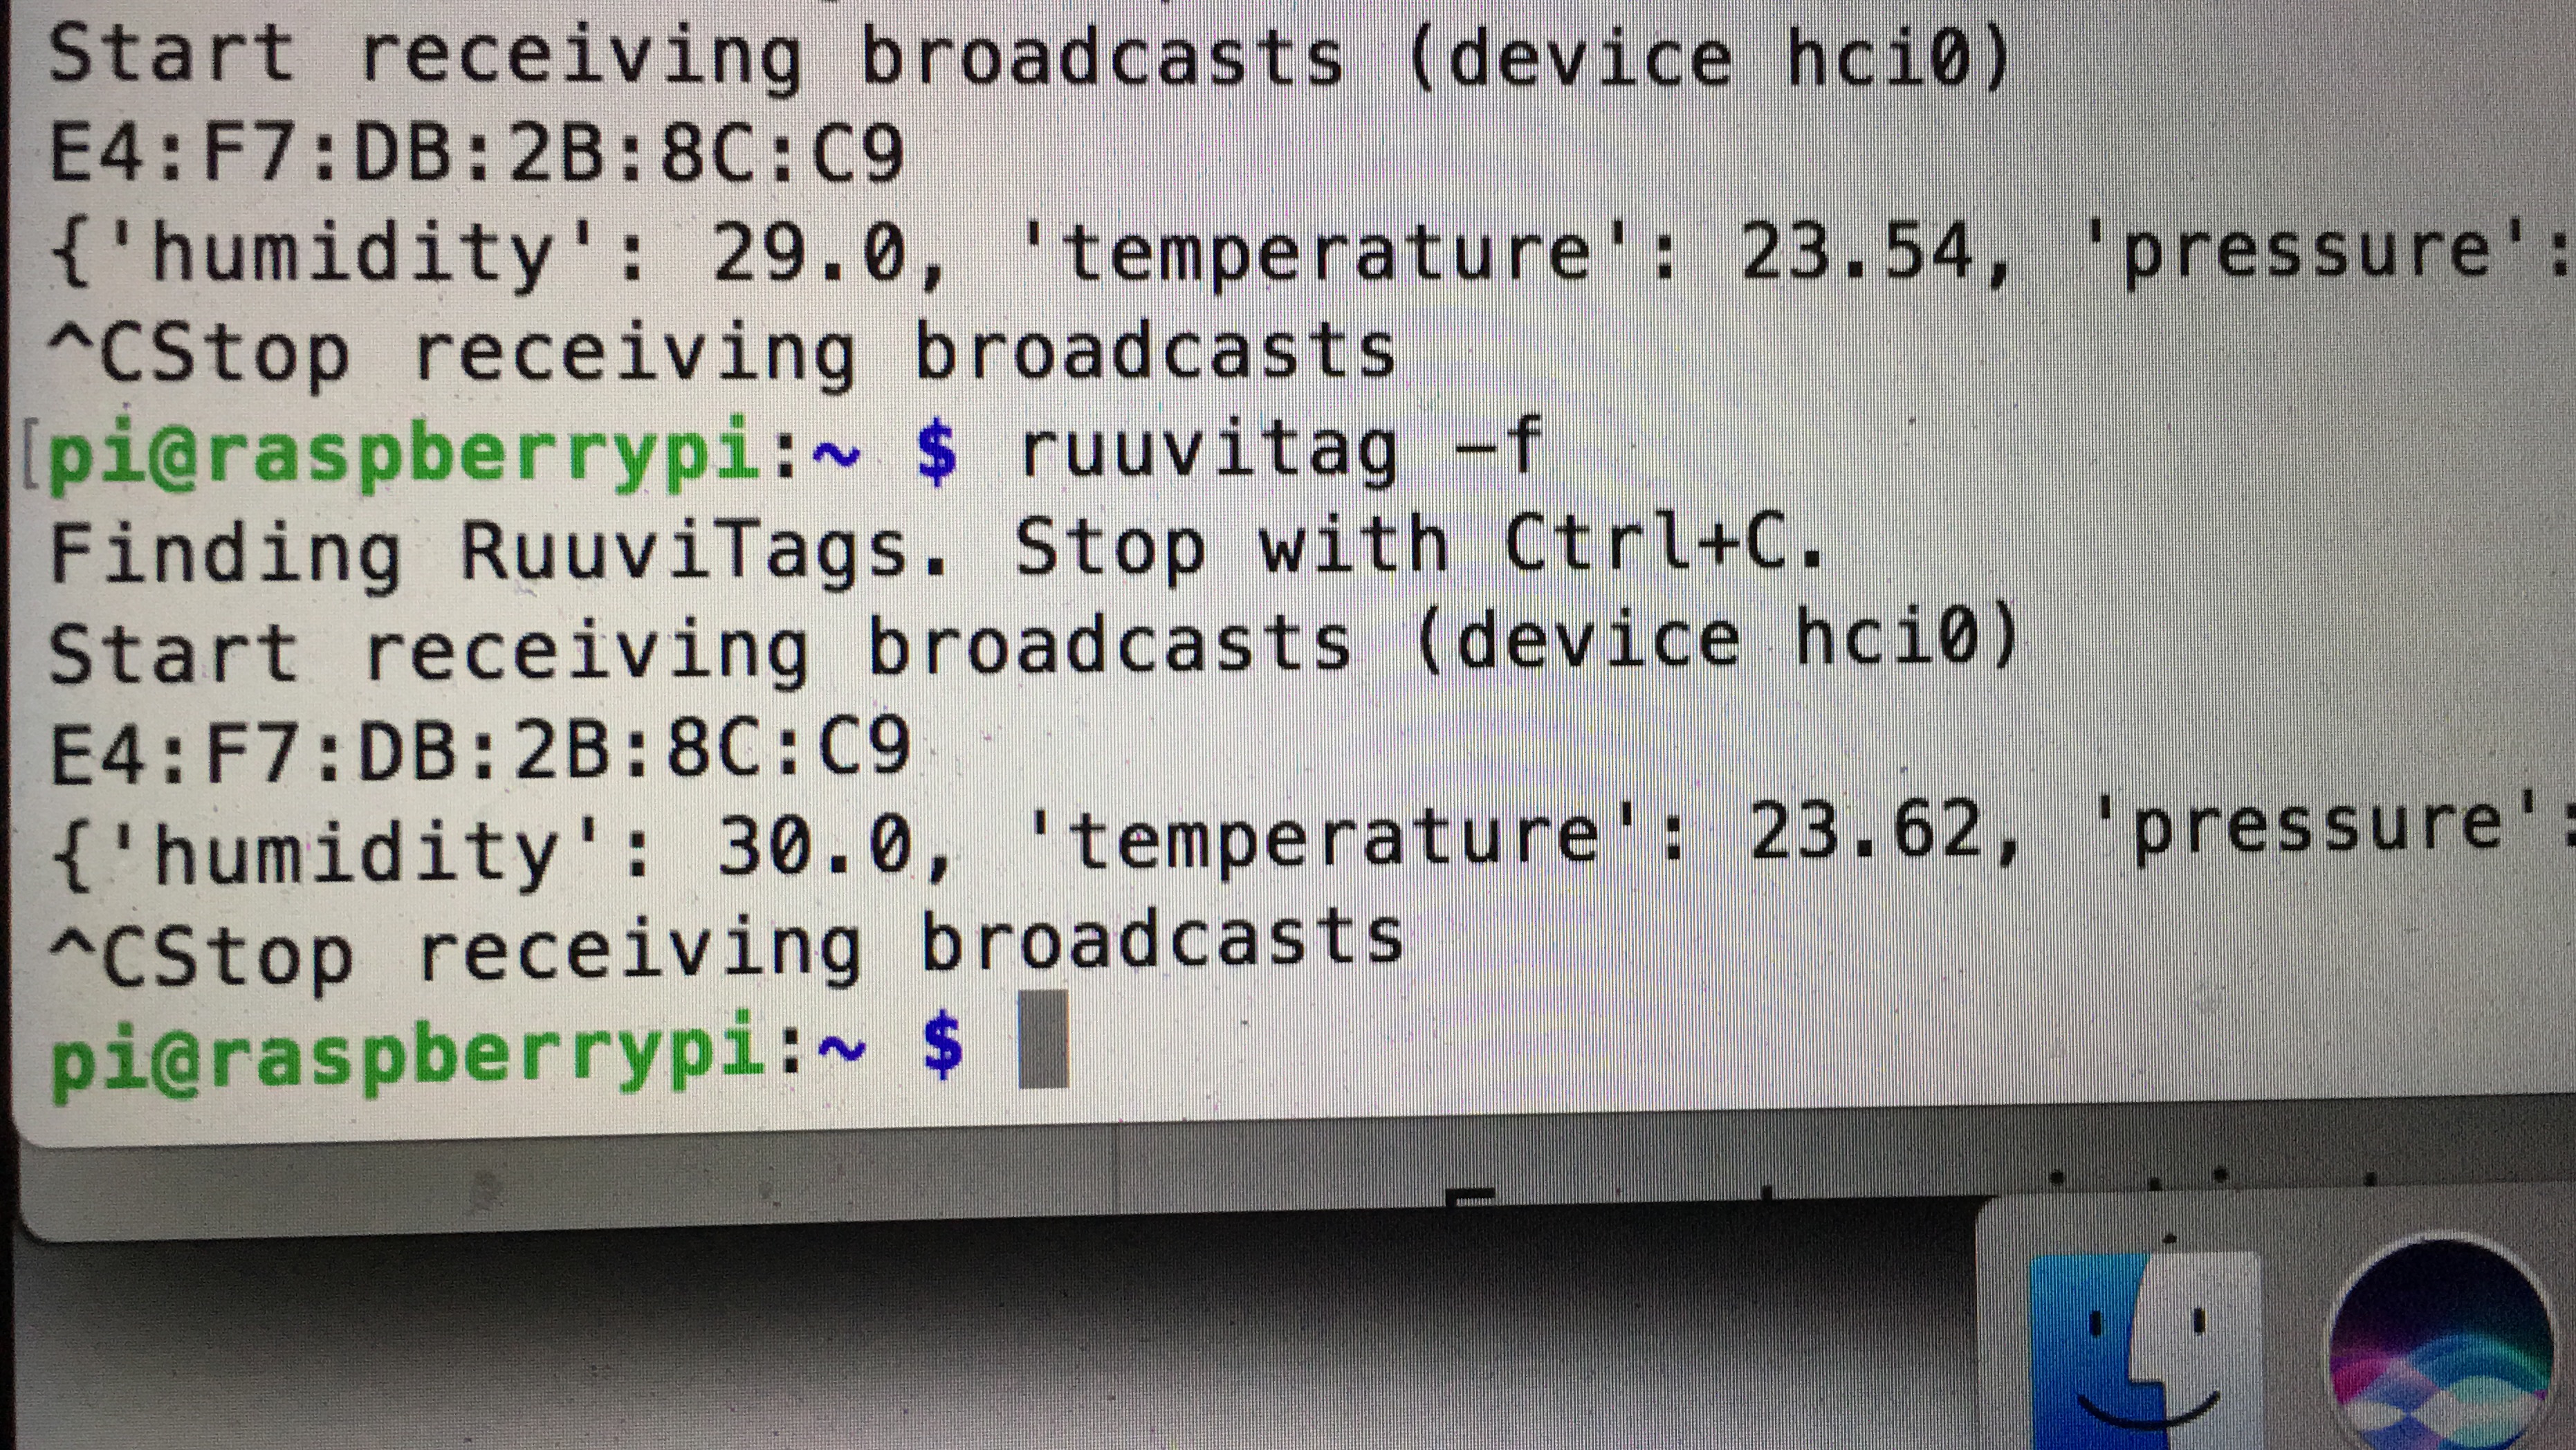 Start receiving broadcasts (device hci0)
E4:F7:DB:2B:8C:C9
{'humidity': 29.0, 'temperature': 23.54, 'pressure':
^CStop receiving broadcasts
[pi@raspberrypi:~ $ ruuvitag -f
Finding RuuviTags. Stop with Ctrl+C.
Start receiving broadcasts (device hci0)
E4:F7:DB:2B:8C:C9
{'humidity': 30.0, 'temperature': 23.62, 'pressure':
^CStop receiving broadcasts
pi@raspberrypi:~ $